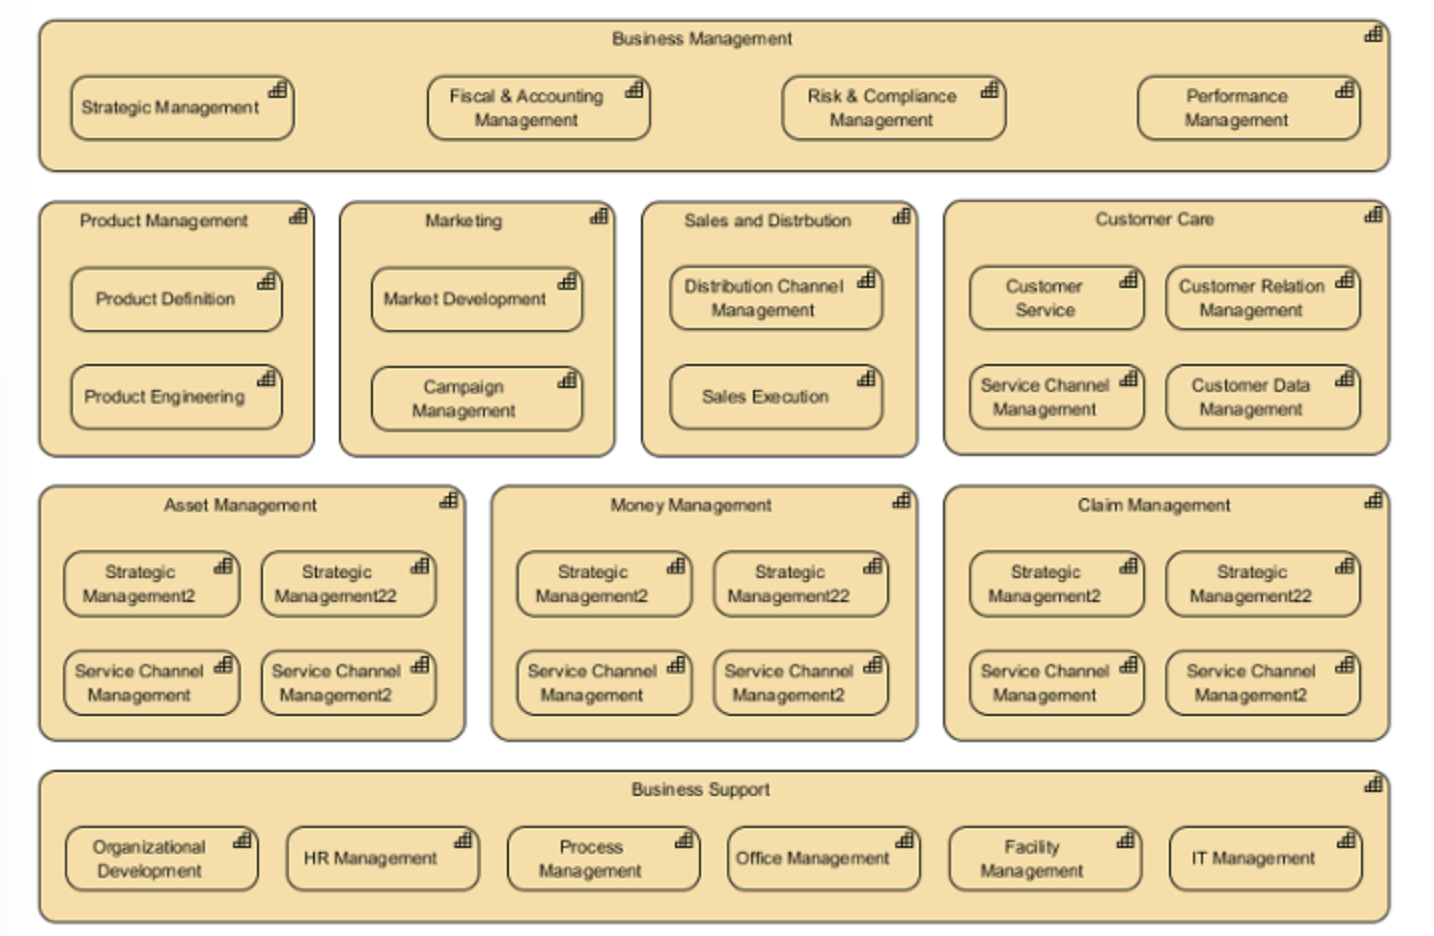 Business Management
Strategic Management
Fiscal & Accounting
Management
Risk & Compliance
Management
Performance
Management
Product Management
Product Definition
Product Engineering
Marketing
Market Development
Campaign
Management
Sales and Distrbution
Distribution Channel
Management
Sales Execution
Customer Care
Customer
Service
Customer Relation
Management
Service Channel
Management
Customer Data
Management
Asset Management
Strategic
Management2
Strategic
Management22
Service Channel
Management
Service Channel
Management2
Money Management
Strategic
Management2
Strategic
Management22
Service Channel
Management
Service Channel
Management2
Claim Management
Strategic
Management2
Strategic
Management22
Service Channel
Management
Service Channel
Management2
Business Support
Organizational
Development
HR Management
Process
Management
Office Management
Facility
Management
IT Management